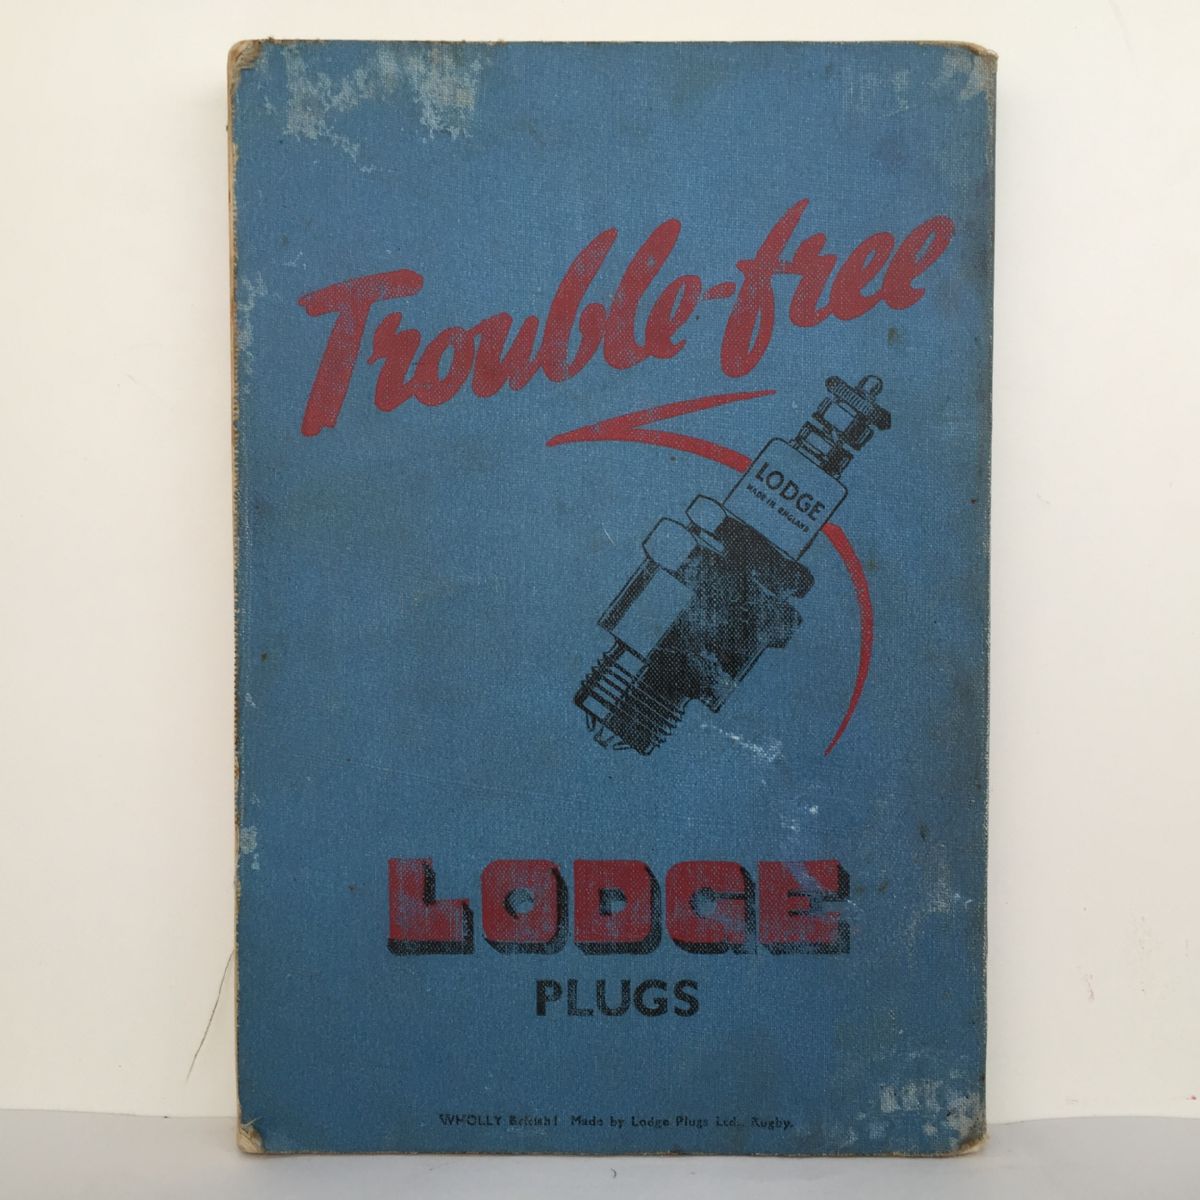 Trouble-free
LODGE
MADE IN ENGLAND
LODGE
PLUGS
WHOLLY British! Made by Lodge Plugs Ltd., Rugby.